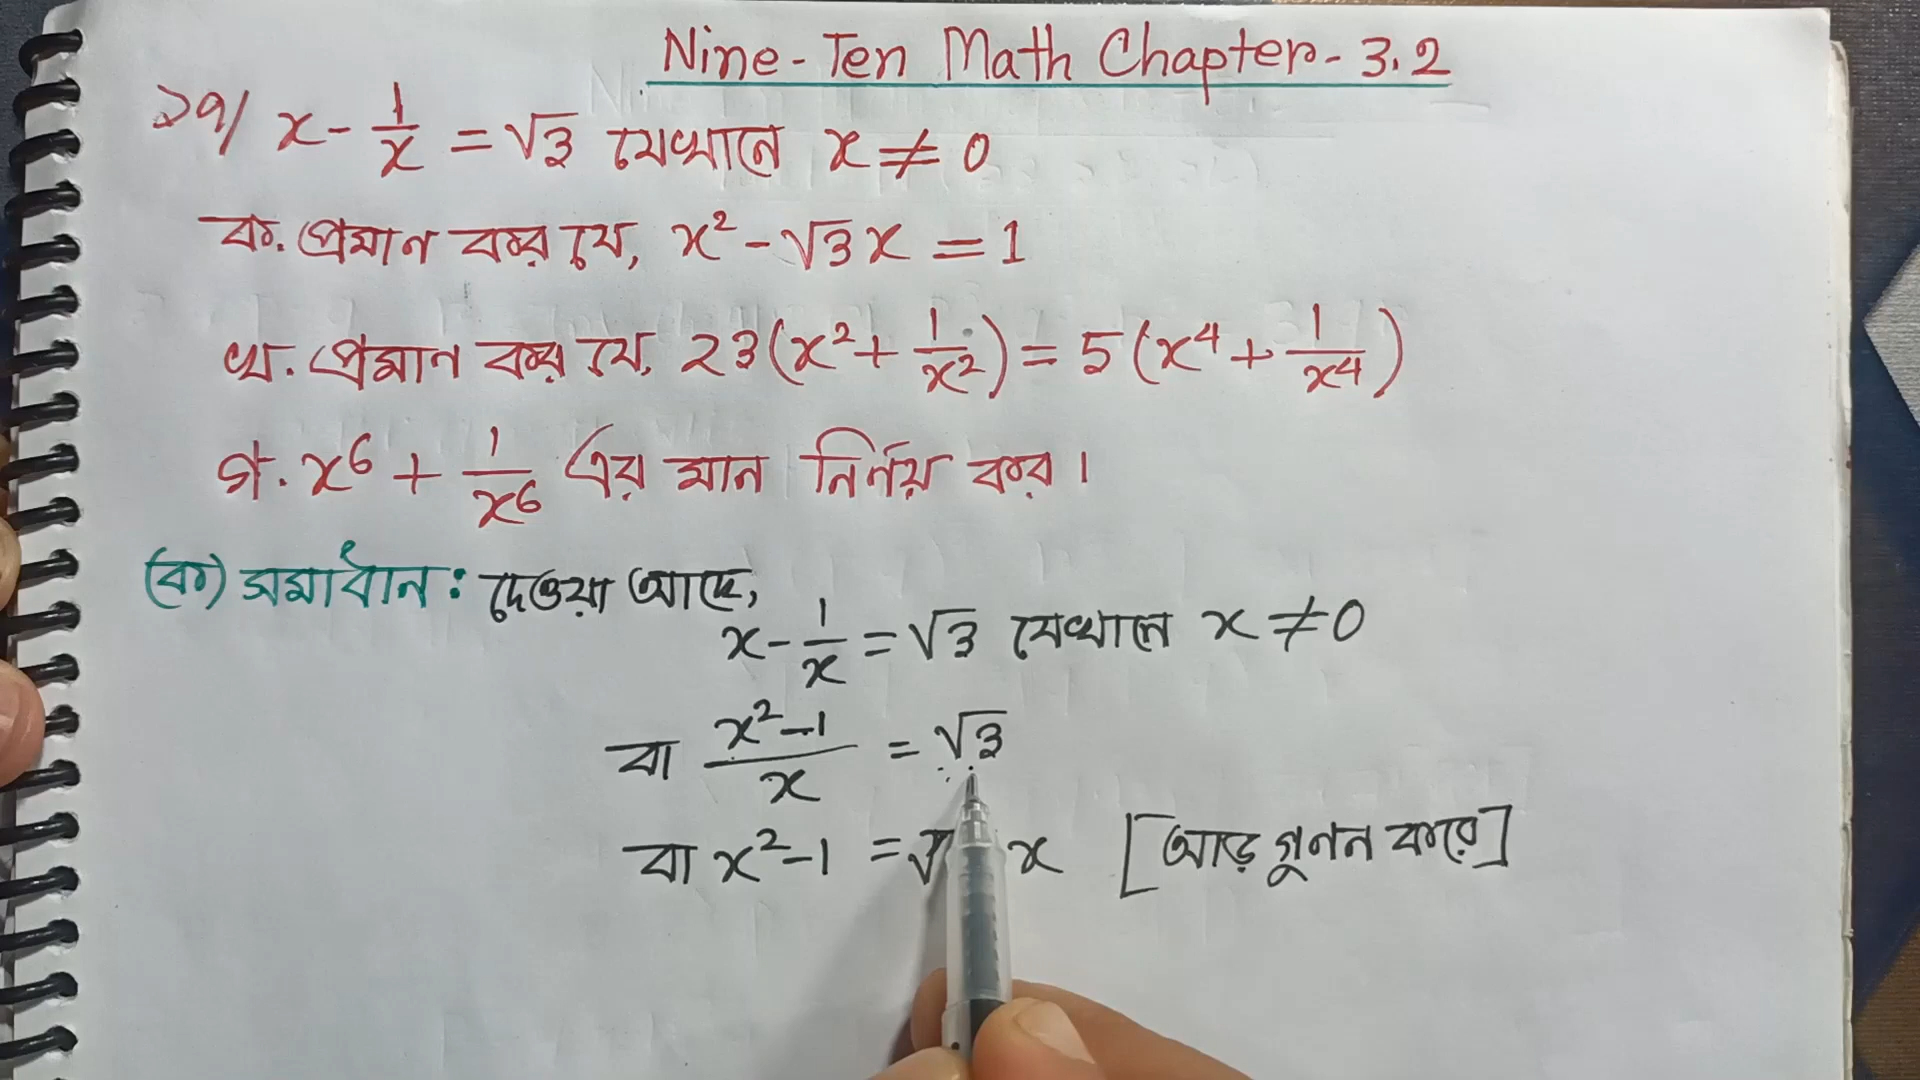 Nine-Ten Math Chapter- 3.2
১৭/ x - 1/x = √3 যেখানে x ≠ 0
ক. প্রমান কর যে, x² - √3 x = 1
খ. প্রমান কর যে, 23(x² + 1/x²) = 5(x⁴ + 1/x⁴)
গ. x⁶ + 1/x⁶ এর মান নির্ণয় কর।
(ক) সমাধান: দেওয়া আছে,
x - 1/x = √3 যেখানে x ≠ 0
বা (x² - 1)/x = √3
বা x² - 1 = √ x [আড় গুনন করে]